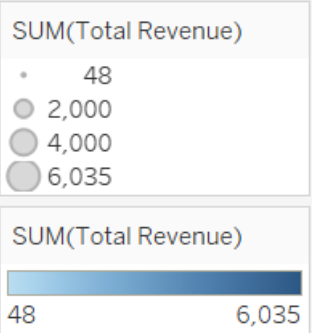 SUM(Total Revenue)
48
2,000
4,000
6,035
SUM(Total Revenue)
48 6,035